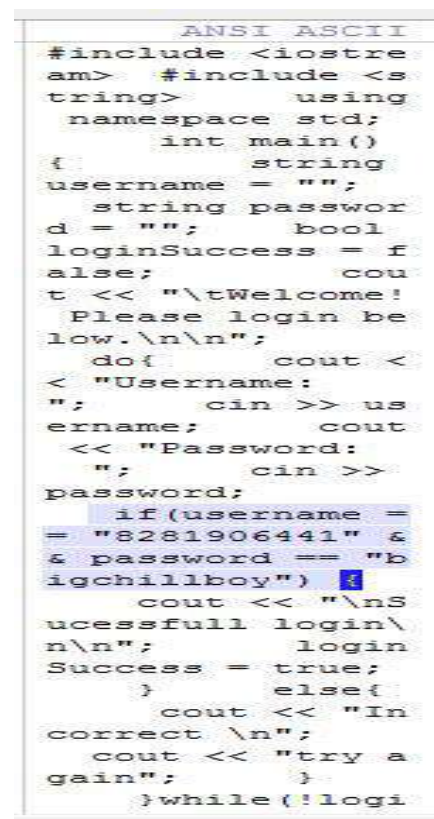 ANSI ASCII
#include <iostre
am>  #include <s
tring>      using
 namespace std;
      int main()
{           string
username = "";
  string passwor
d = "";     bool
loginSuccess = f
alse;         cou
t << "\tWelcome!
 Please login be
low.\n\n";
  do{       cout <
< "Username:
";      cin >> us
ername;      cout
 << "Password:
  ";      cin >>
password;
   if(username =
= "8281906441" &
& password == "b
igchillboy") {
     cout << "\nS
ucessfull login\
n\n";       login
Success = true;
     }      else{
      cout << "In
correct \n";
  cout << "try a
gain";      }
     }while(!logi